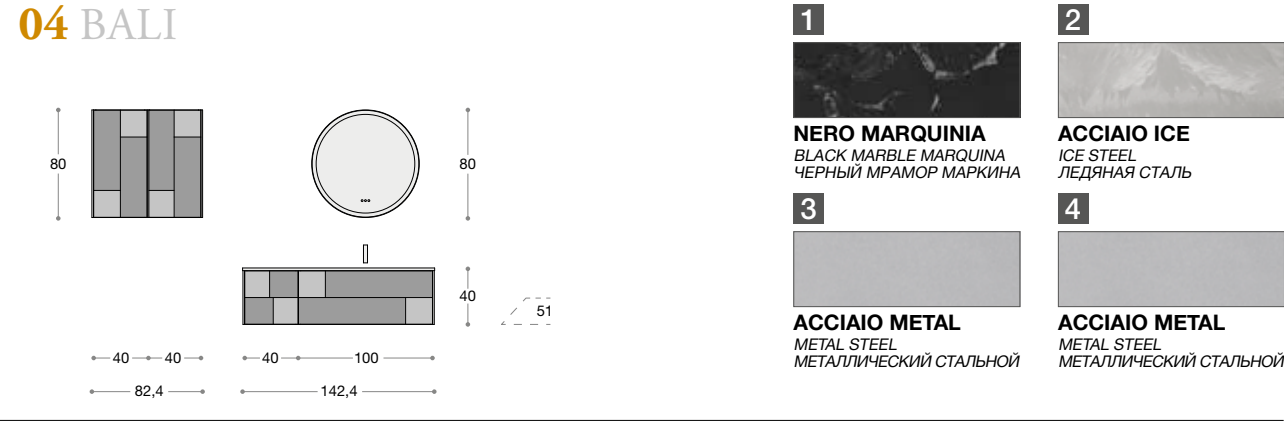 04 BALI
80
80
40
51
40 40
40 100
82,4
142,4
1
NERO MARQUINIA
BLACK MARBLE MARQUINA
ЧЕРНЫЙ МРАМОР МАРКИНА
2
ACCIAIO ICE
ICE STEEL
ЛЕДЯНАЯ СТАЛЬ
3
ACCIAIO METAL
METAL STEEL
МЕТАЛЛИЧЕСКИЙ СТАЛЬНОЙ
4
ACCIAIO METAL
METAL STEEL
МЕТАЛЛИЧЕСКИЙ СТАЛЬНОЙ